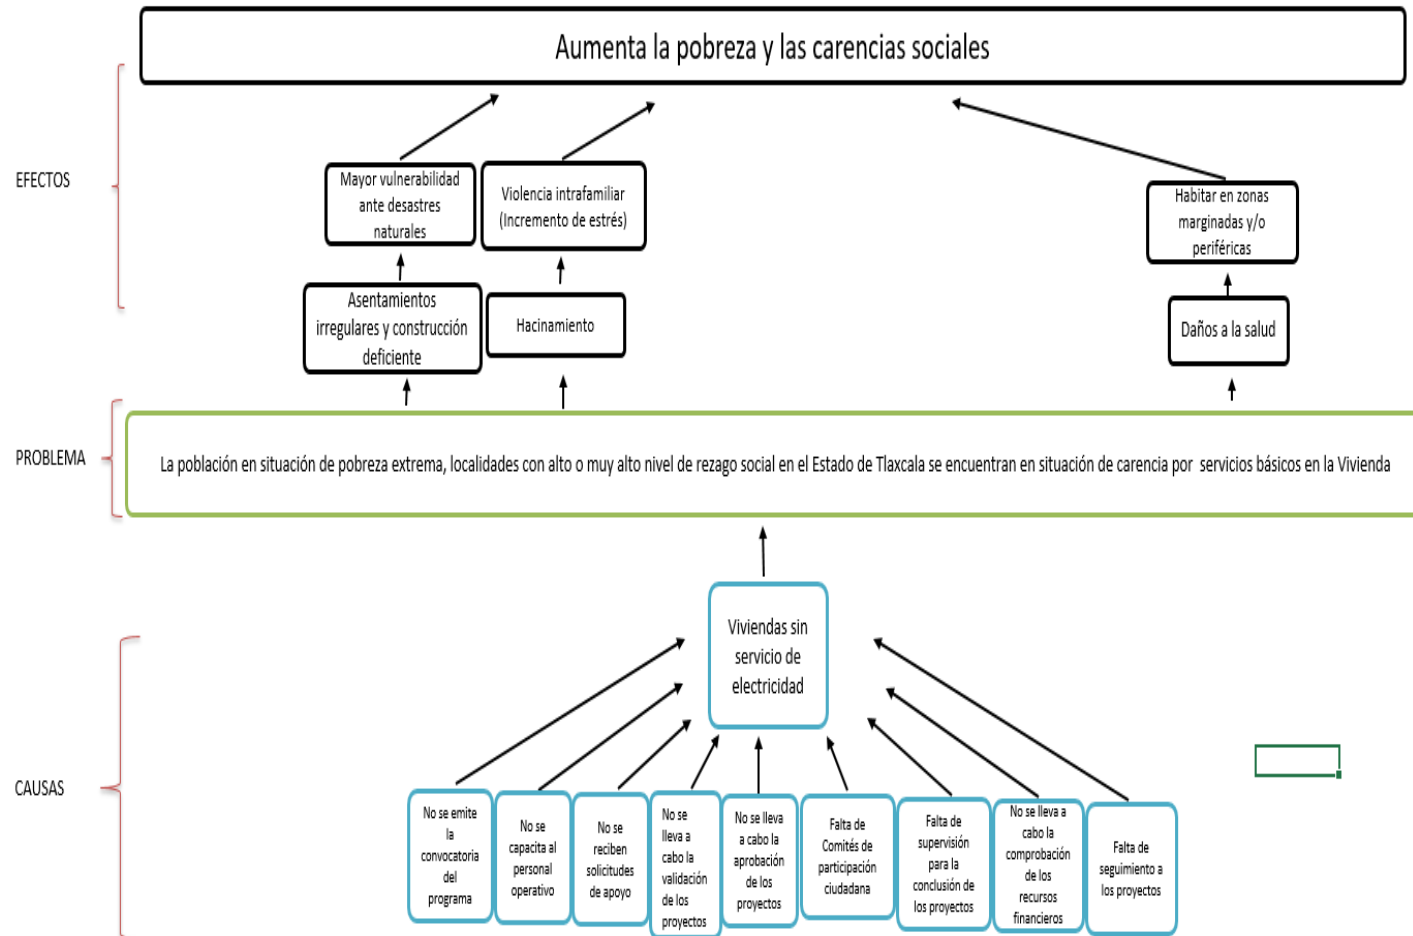 Aumenta la pobreza y las carencias sociales
EFECTOS
Mayor vulnerabilidad
ante desastres
naturales
Violencia intrafamiliar
(Incremento de estrés)
Habitar en zonas
marginadas y/o
periféricas
Asentamientos
irregulares y construcción
deficiente
Hacinamiento
Daños a la salud
PROBLEMA
La población en situación de pobreza extrema, localidades con alto o muy alto nivel de rezago social en el Estado de Tlaxcala se encuentran en situación de carencia por servicios básicos en la Vivienda
Viviendas sin
servicio de
electricidad
CAUSAS
No se emite
la
convocatoria
del
programa
No se
capacita al
personal
operativo
No se
reciben
solicitudes
de apoyo
No se
lleva a
cabo la
validación
de los
proyectos
No se lleva
a cabo la
aprobación
de los
proyectos
Falta de
Comités de
participación
ciudadana
Falta de
supervisión
para la
conclusión de
los proyectos
No se lleva a
cabo la
comprobación
de los
recursos
financieros
Falta de
seguimiento a
los proyectos